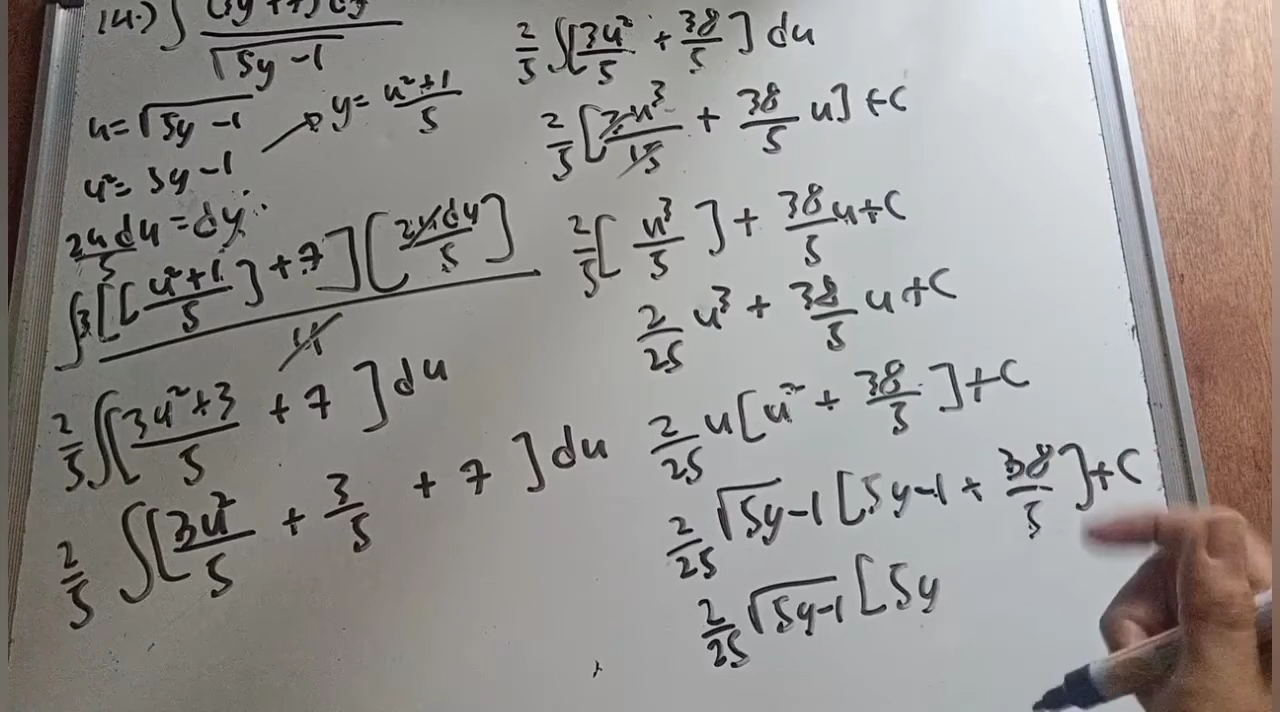 14.) ∫ (3y+7) dy / √5y-1
u = √5y-1 → y = u²+1 / 5
u² = 5y-1
2u du / 5 = dy
∫ 3[[u²+1 / 5] + 7][2u du / 5] / u
2/5 ∫[3u²+3 / 5 + 7] du
2/5 ∫[3u² / 5 + 3/5 + 7] du
2/5 ∫[3u² / 5 + 38/5] du
2/5 [3u³ / 15 + 38/5 u] + C
2/5 [u³ / 5] + 38/5 u + C
2/25 u³ + 38/5 u + C
2/25 u[u² + 38/5] + C
2/25 √5y-1 [5y-1 + 38/5] + C
2/25 √5y-1 [5y